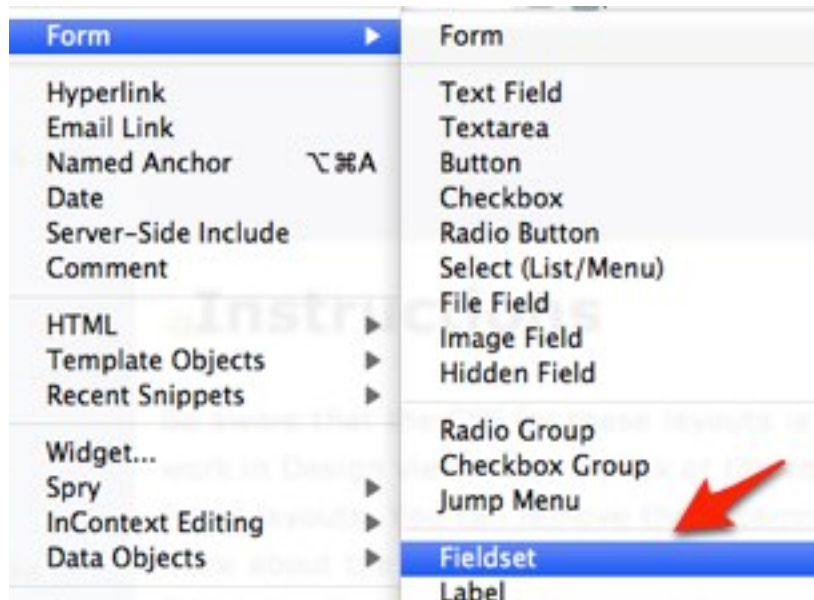 Form
Hyperlink
Email Link
Named Anchor ⌥⌘A
Date
Server-Side Include
Comment
HTML
Template Objects
Recent Snippets
Widget...
Spry
InContext Editing
Data Objects
Form
Text Field
Textarea
Button
Checkbox
Radio Button
Select (List/Menu)
File Field
Image Field
Hidden Field
Radio Group
Checkbox Group
Jump Menu
Fieldset
Label
Instructions